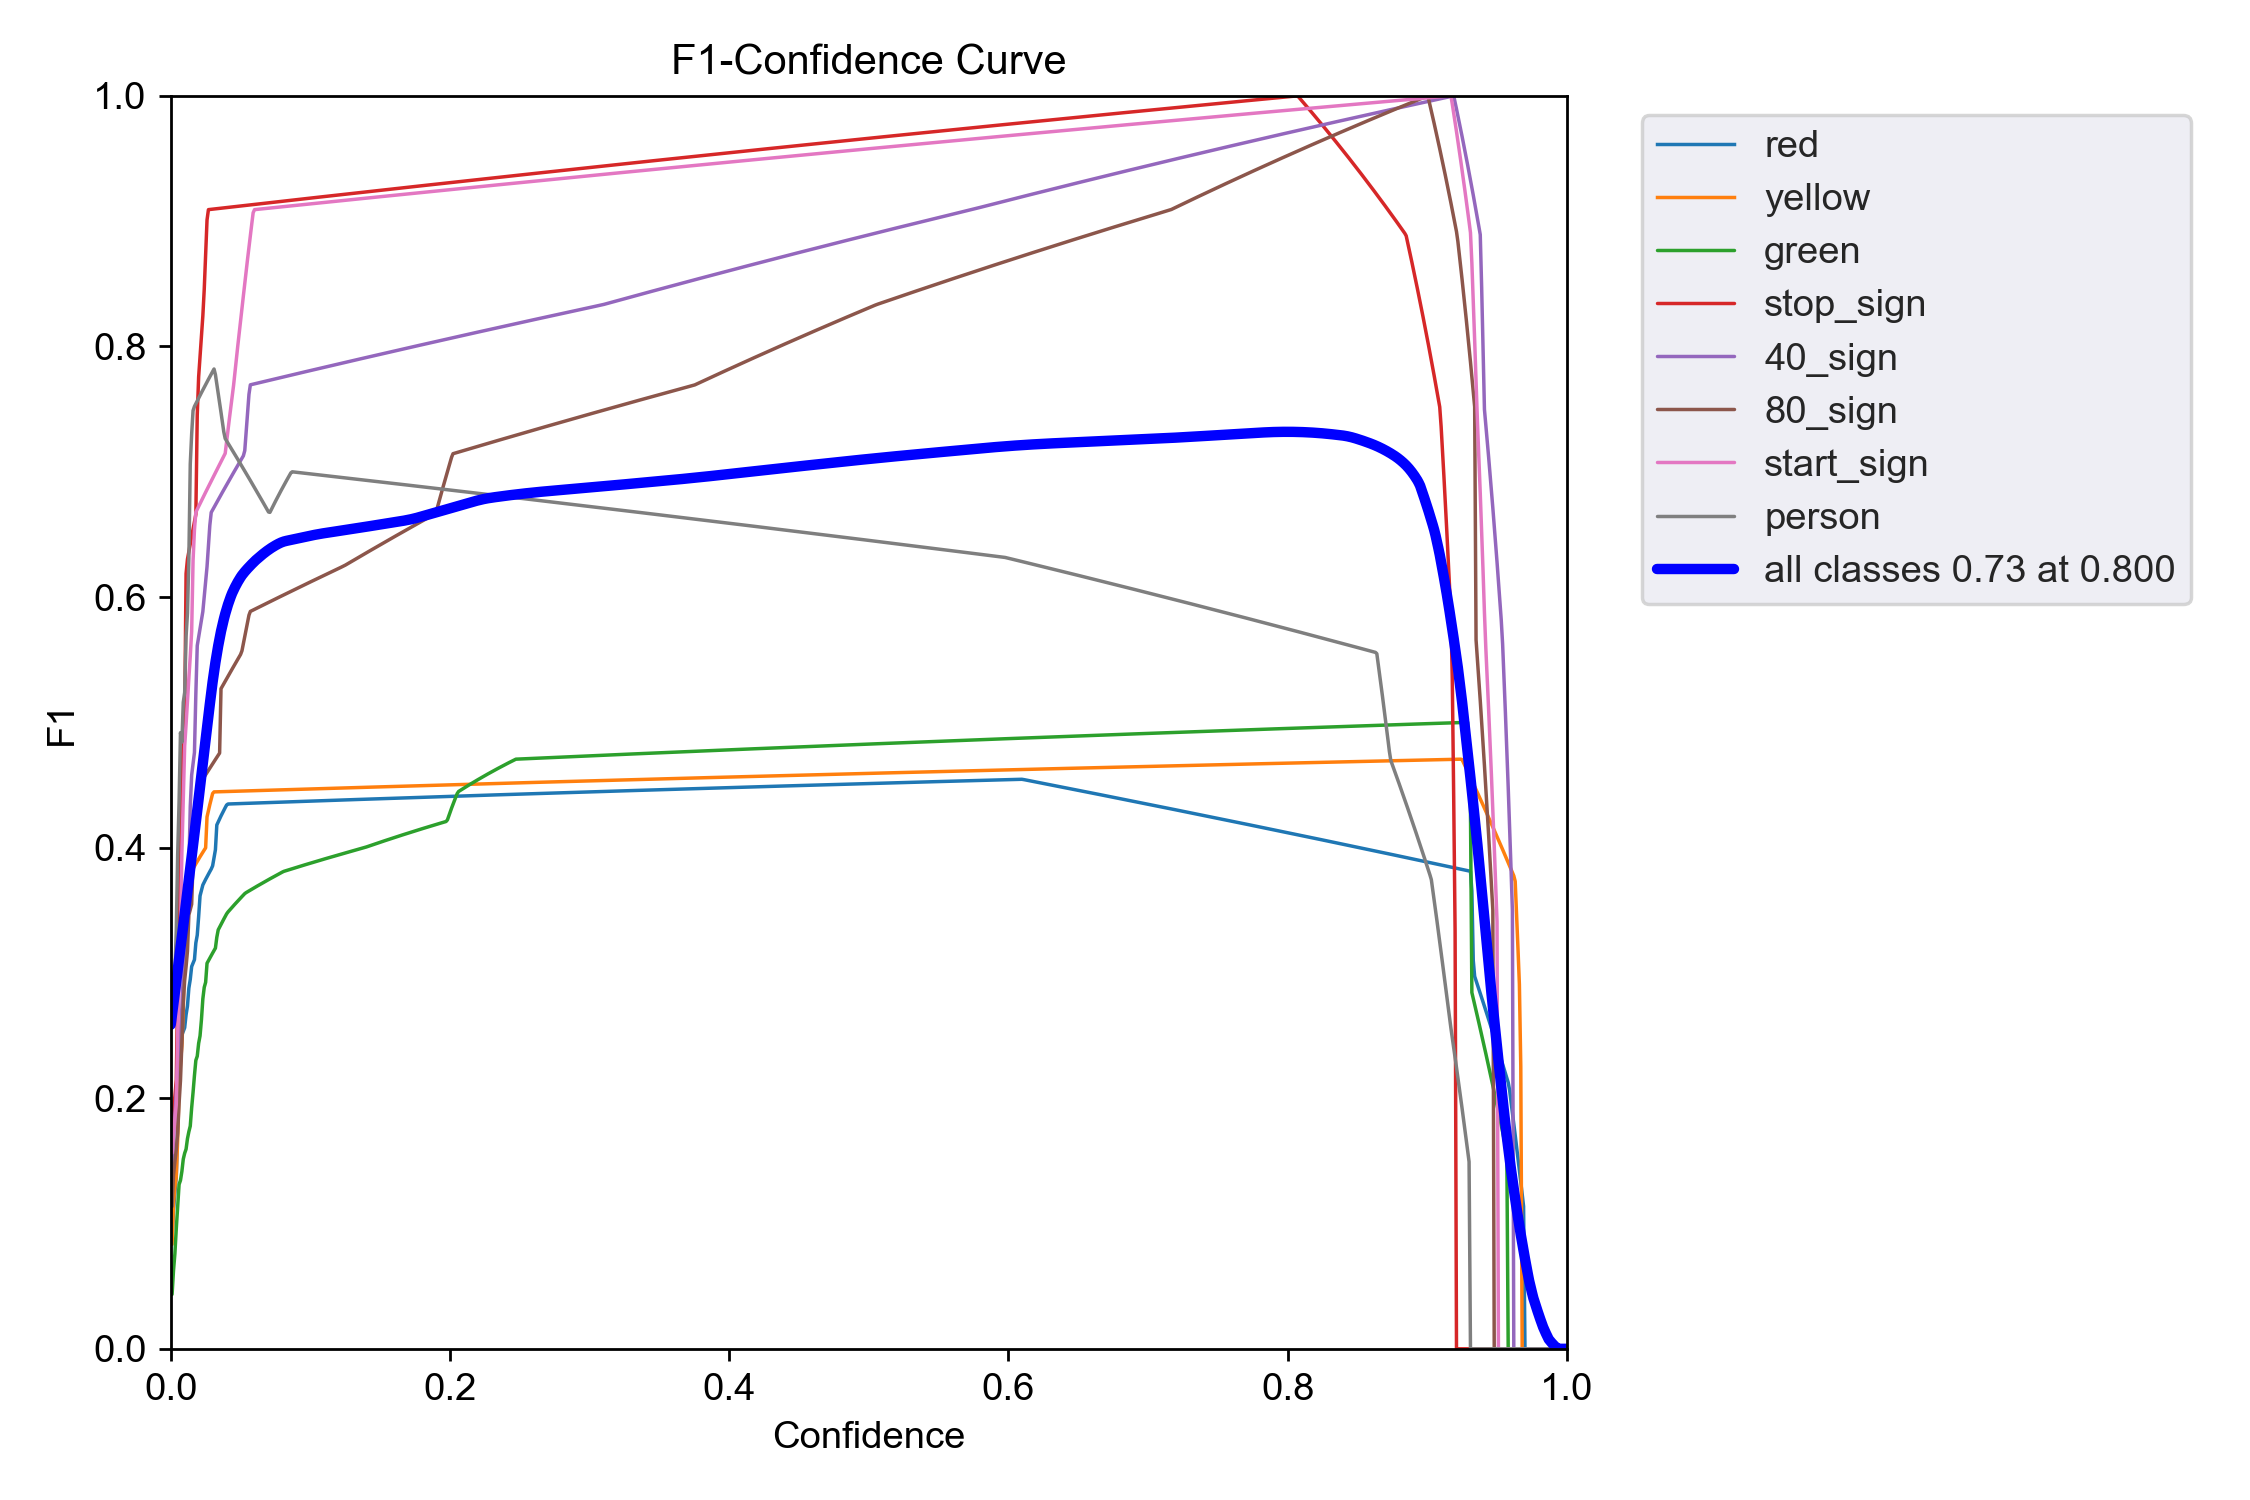 F1-Confidence Curve
1.0
0.8
0.6
0.4
0.2
0.0
F1
0.0 0.2 0.4 0.6 0.8 1.0
Confidence
red
yellow
green
stop_sign
40_sign
80_sign
start_sign
person
all classes 0.73 at 0.800